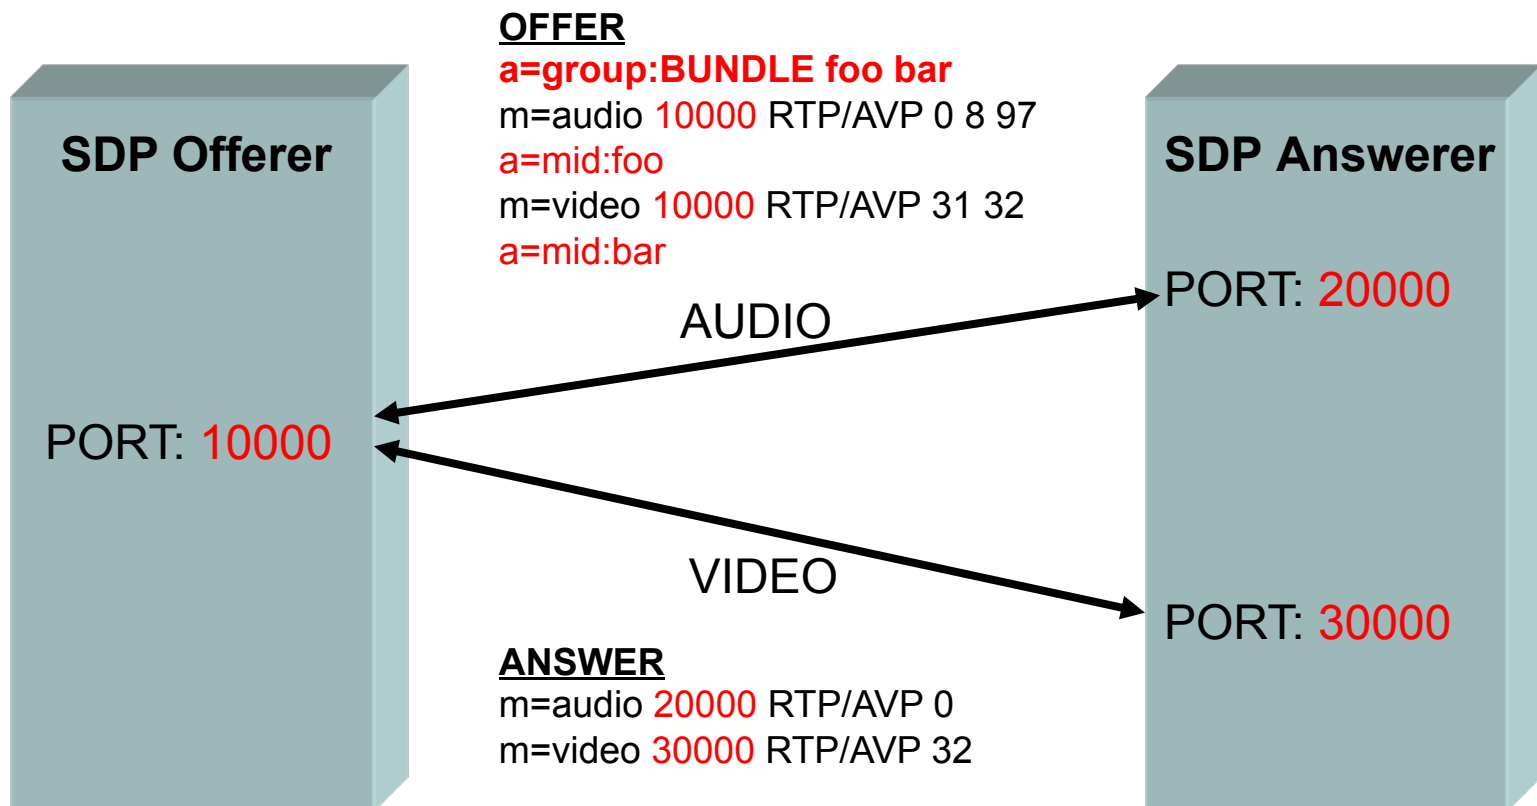 OFFER
a=group:BUNDLE foo bar
m=audio 10000 RTP/AVP 0 8 97
a=mid:foo
m=video 10000 RTP/AVP 31 32
a=mid:bar
SDP Offerer
SDP Answerer
PORT: 20000
AUDIO
PORT: 10000
VIDEO
PORT: 30000
ANSWER
m=audio 20000 RTP/AVP 0
m=video 30000 RTP/AVP 32